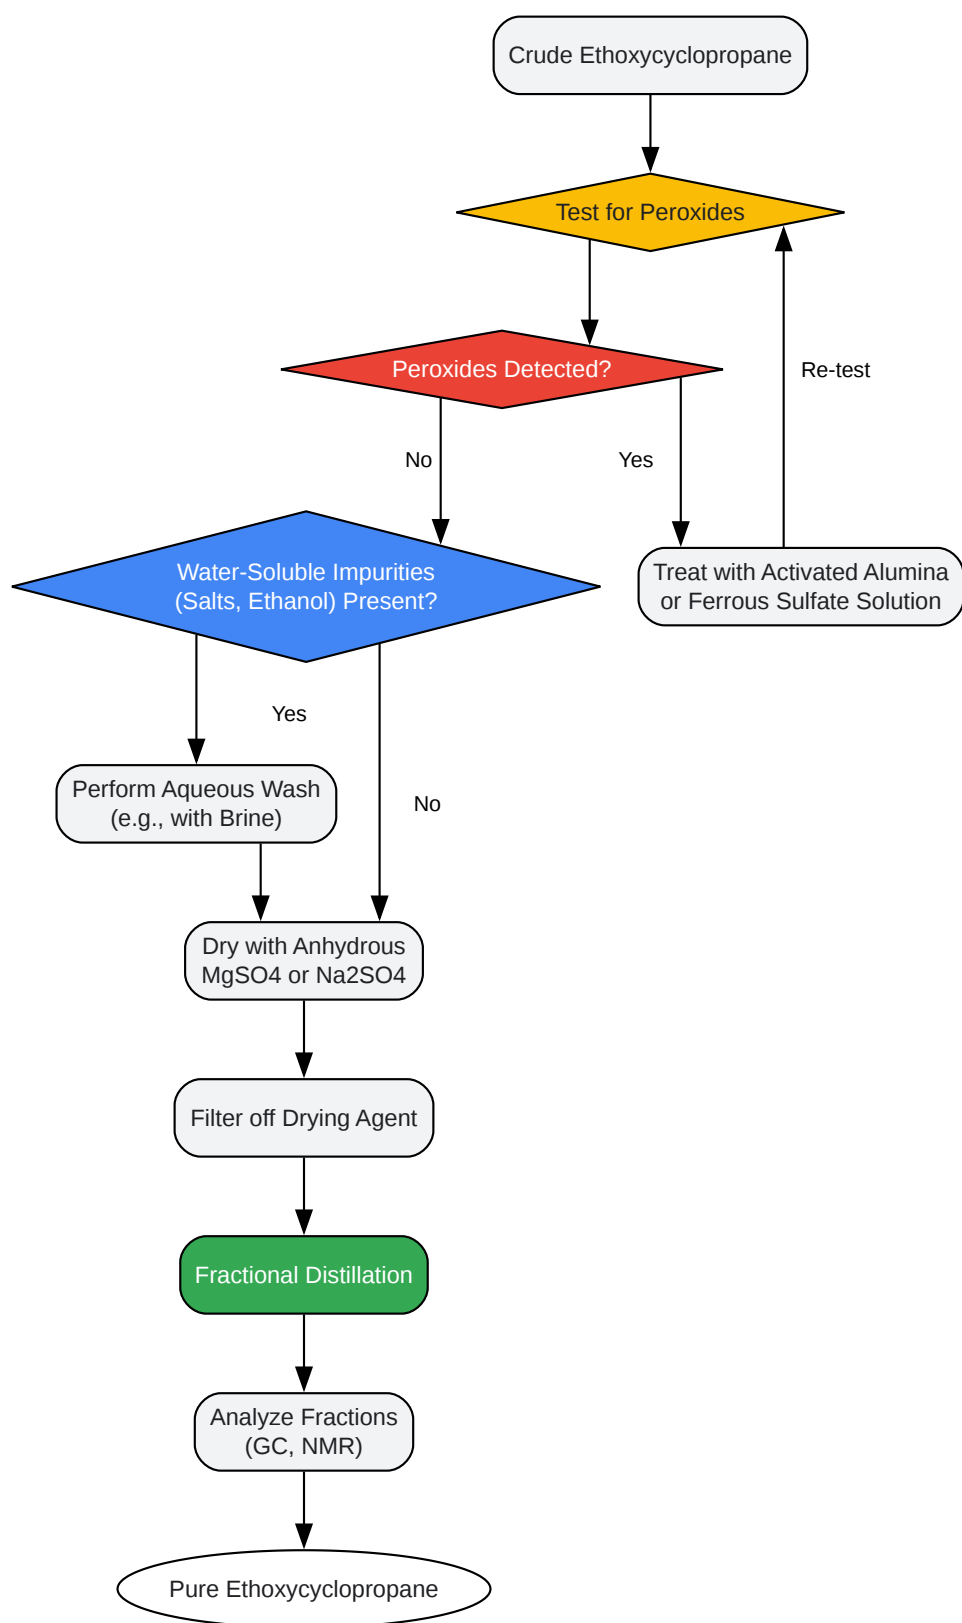 Crude Ethoxycyclopropane
Test for Peroxides
Peroxides Detected?
Re-test
No
Yes
Water-Soluble Impurities
(Salts, Ethanol) Present?
Treat with Activated Alumina
or Ferrous Sulfate Solution
Yes
Perform Aqueous Wash
(e.g., with Brine)
No
Dry with Anhydrous
MgSO4 or Na2SO4
Filter off Drying Agent
Fractional Distillation
Analyze Fractions
(GC, NMR)
Pure Ethoxycyclopropane